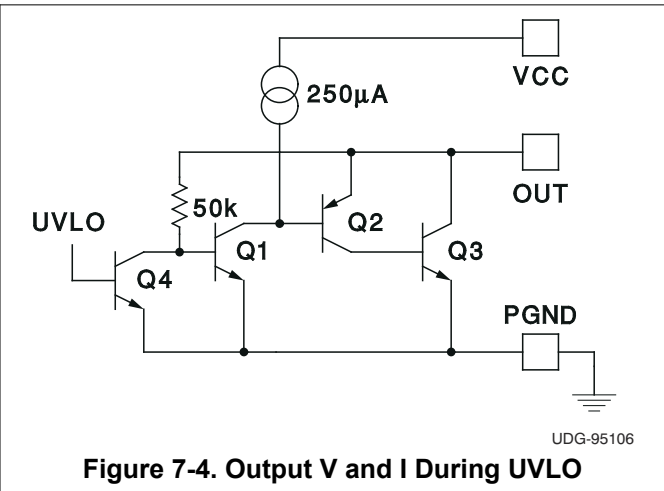 VCC
250µA
OUT
50k
Q2
UVLO
Q1
Q3
Q4
PGND
UDG-95106
Figure 7-4. Output V and I During UVLO